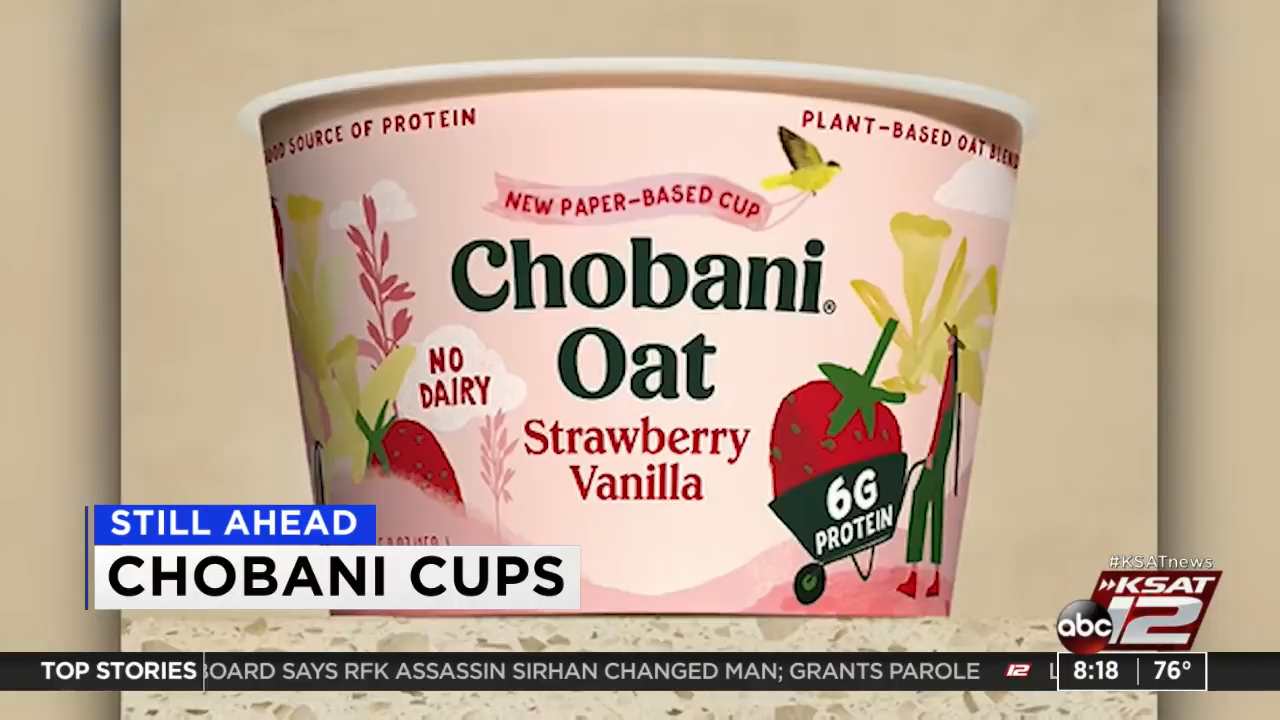 SOURCE OF PROTEIN
PLANT-BASED OAT BLEND
NEW PAPER-BASED CUP
Chobani®
Oat
NO
DAIRY
Strawberry
Vanilla
6G
PROTEIN
STILL AHEAD
CHOBANI CUPS
#KSATnews
KSAT
abc 12
TOP STORIES BOARD SAYS RFK ASSASSIN SIRHAN CHANGED MAN; GRANTS PAROLE 12 8:18 76°